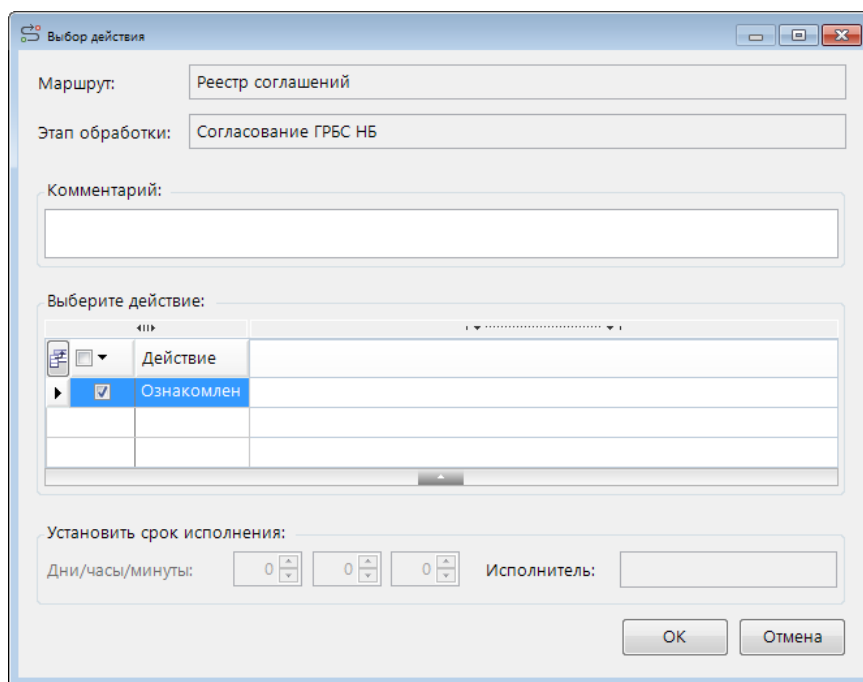 Выбор действия
Маршрут: Реестр соглашений
Этап обработки: Согласование ГРБС НБ
Комментарий:
Выберите действие:
Действие
Ознакомлен
Установить срок исполнения:
Дни/часы/минуты: 0 0 0 Исполнитель:
ОК Отмена